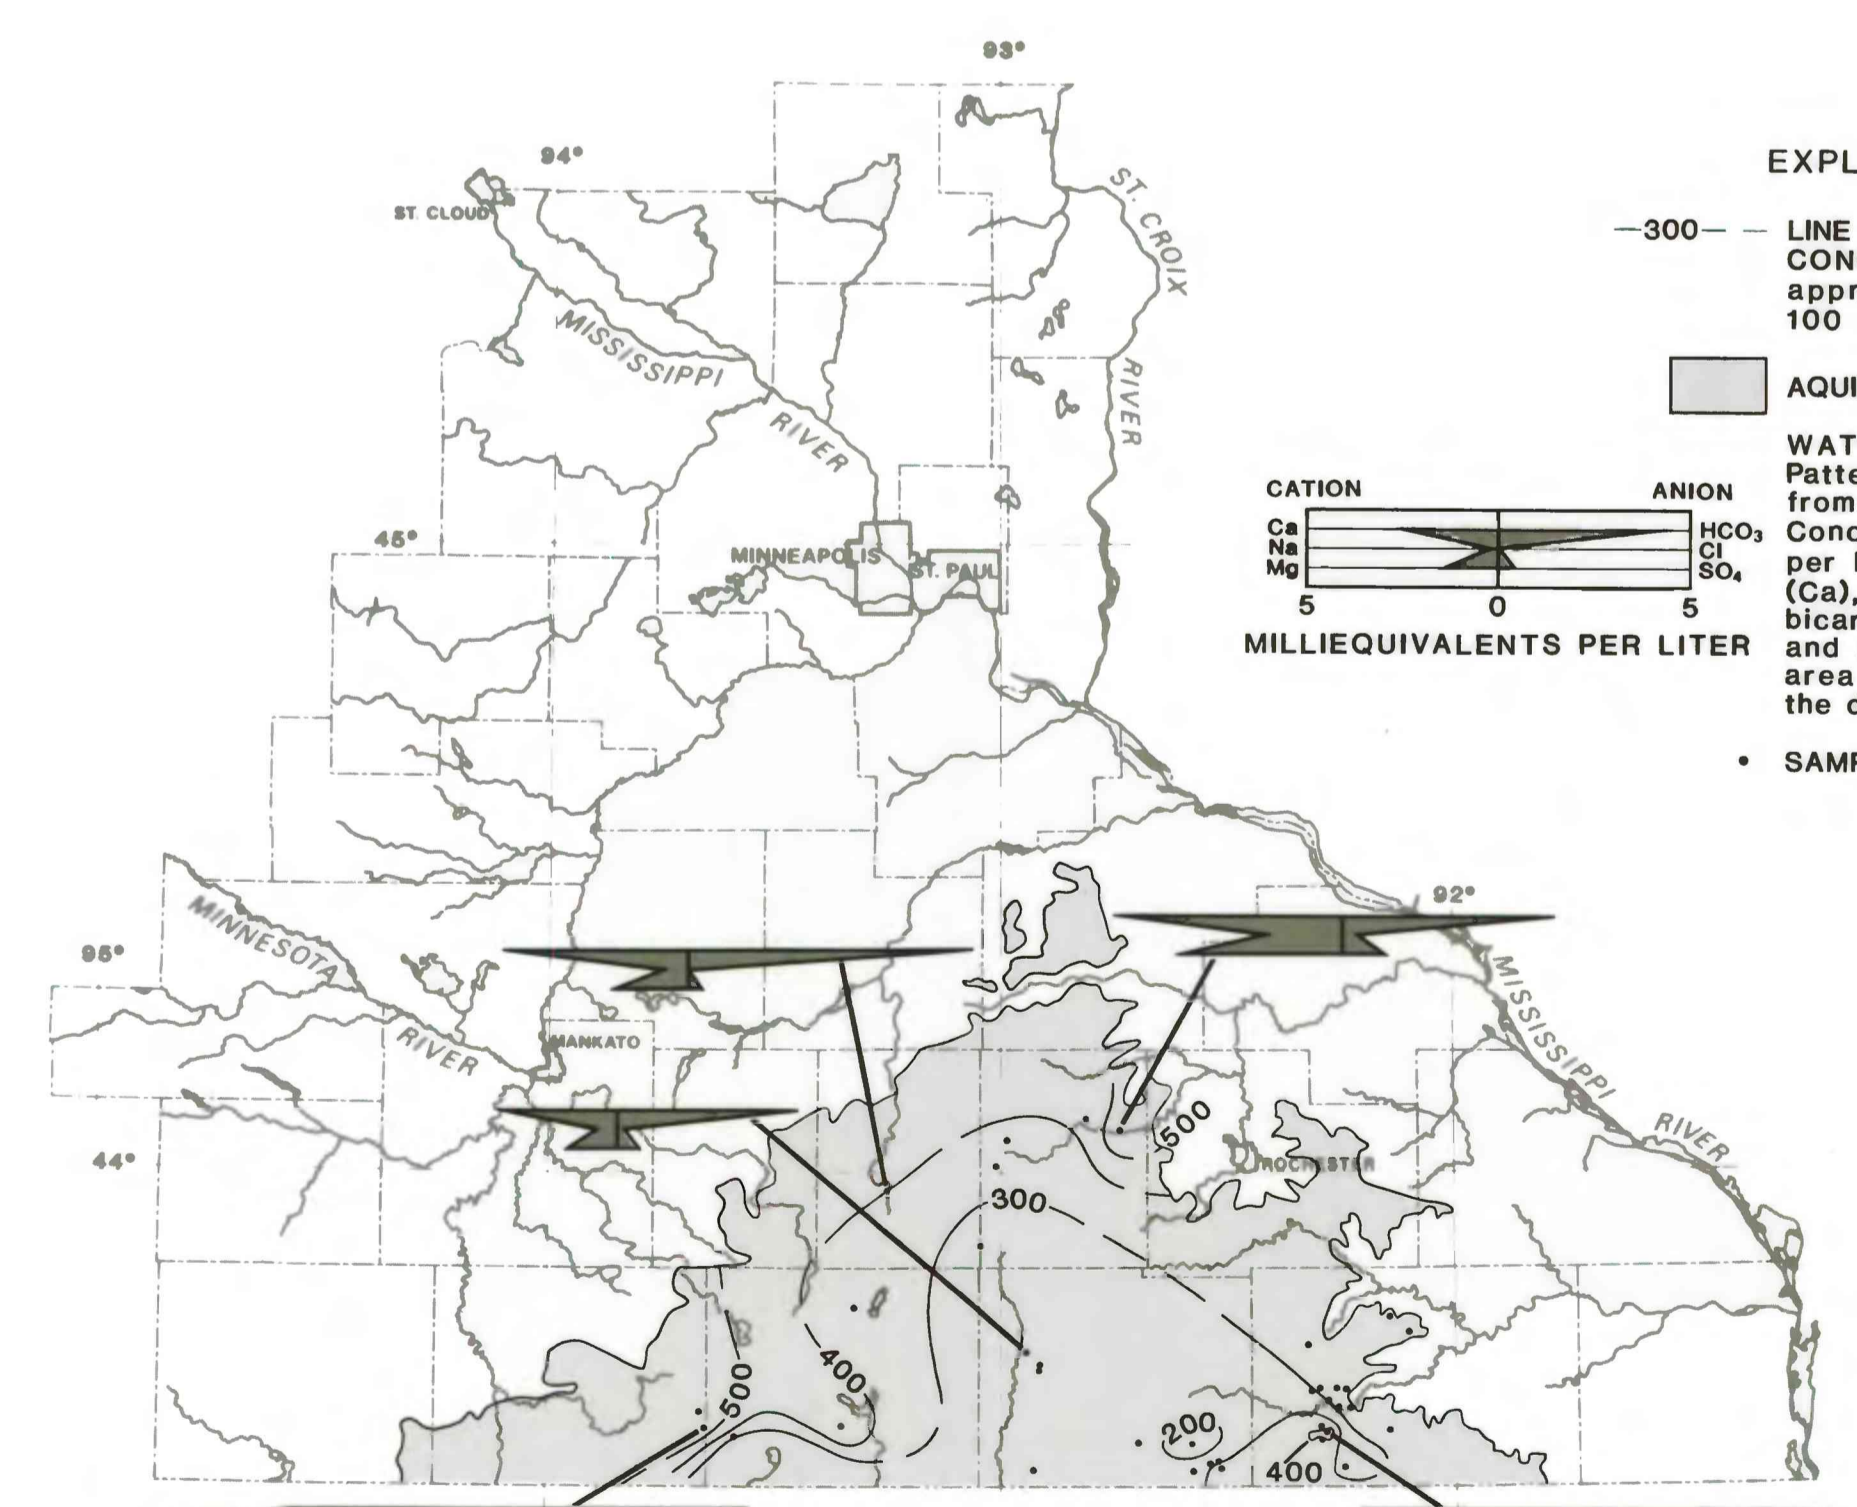 93°
94°
ST. CLOUD
ST. CROIX
RIVER
MISSISSIPPI
RIVER
EXPL
—300— — LINE
CON
appr
100
AQUI
WAT
Patte
from
Conc
per
(Ca),
bicar
and
area
the
SAMP
CATION
ANION
Ca
HCO₃
Na
Cl
Mg
SO₄
5
0
5
MILLIEQUIVALENTS PER LITER
45°
MINNEAPOLIS
ST. PAUL
92°
95°
MINNESOTA
RIVER
MANKATO
MISSISSIPPI
RIVER
44°
500
ROCHESTER
300
500
400
200
400